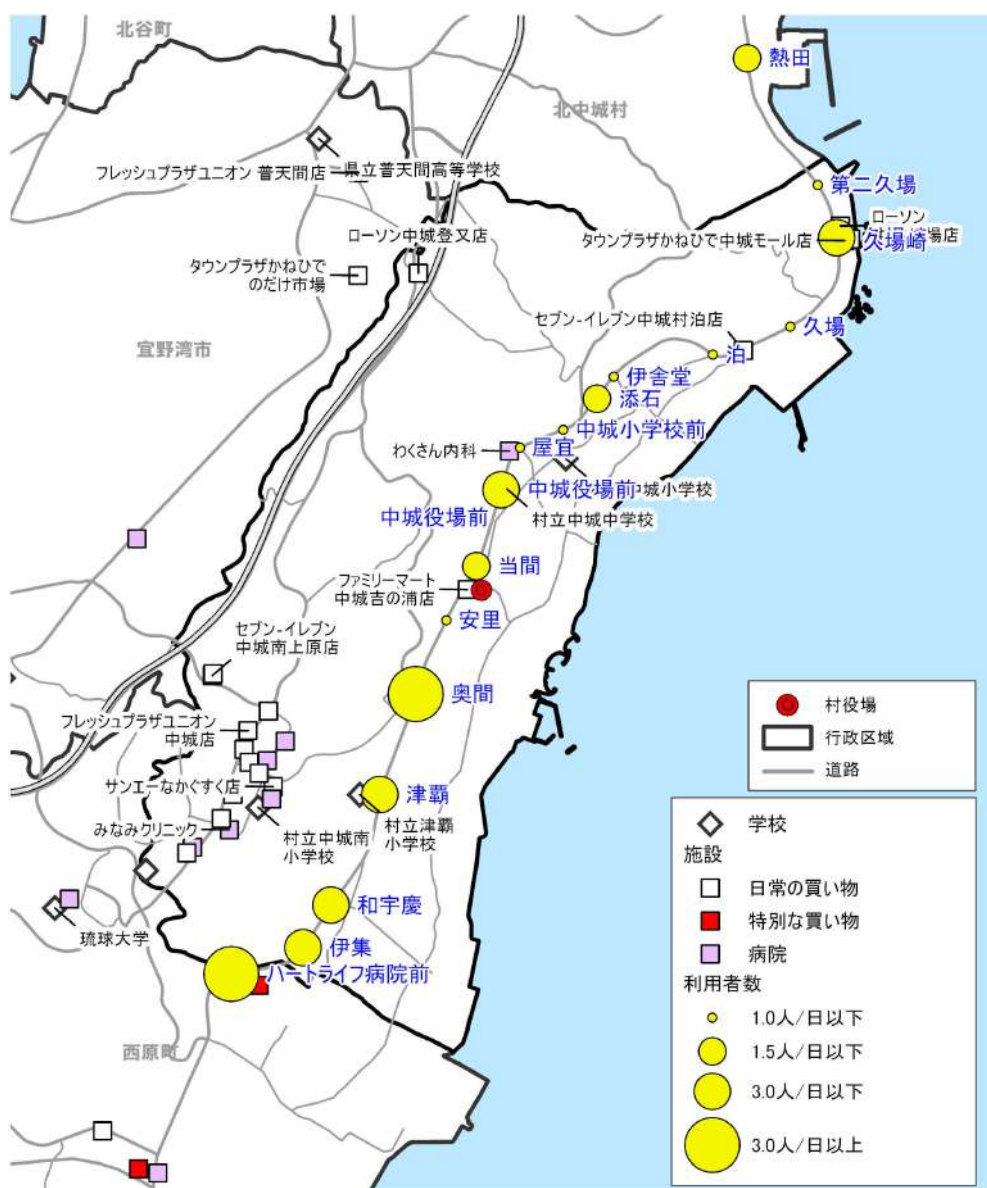 北谷町
熱田
北中城村
フレッシュプラザユニオン 普天間店
県立普天間高等学校
第二久場
ローソン
タウンプラザかねひで中城モール店
久場崎
ローソン中城登又店
タウンプラザかねひで
のだけ市場
セブン-イレブン中城村泊店
久場
宜野湾市
泊
伊舎堂
添石
中城小学校前
わくさん内科
屋宜
中城役場前
中城小学校
中城役場前
村立中城中学校
当間
ファミリーマート
中城吉の浦店
安里
セブン-イレブン
中城南上原店
奥間
フレッシュプラザユニオン
中城店
サンエーなかぐすく店
津覇
みなみクリニック
村立中城南
小学校
村立津覇
小学校
和宇慶
琉球大学
伊集
ハートライフ病院前
西原町
村役場
行政区域
道路
学校
施設
日常の買い物
特別な買い物
病院
利用者数
1.0人/日以下
1.5人/日以下
3.0人/日以下
3.0人/日以上